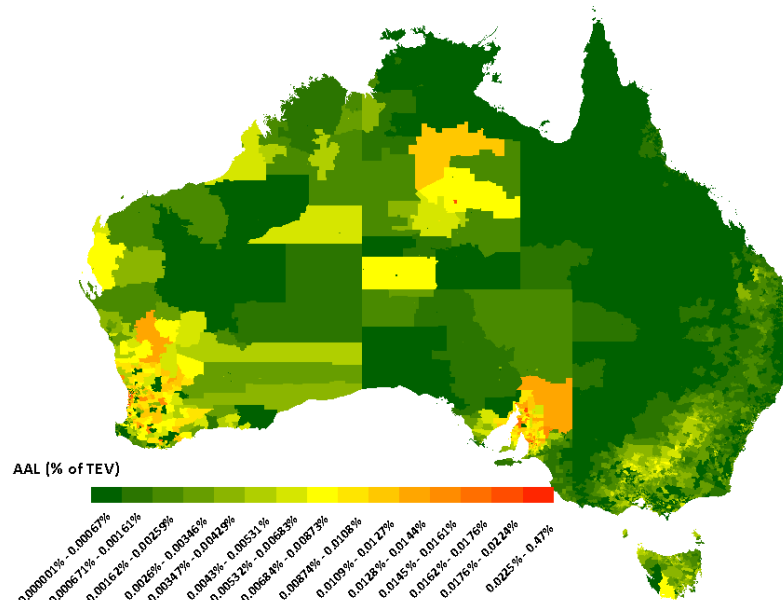 AAL (% of TEV)
0.000001% - 0.00067%
0.000671% - 0.00161%
0.00162% - 0.00259%
0.0026% - 0.00346%
0.00347% - 0.00429%
0.0043% - 0.00531%
0.00532% - 0.00683%
0.00684% - 0.00873%
0.00874% - 0.0108%
0.0109% - 0.0127%
0.0128% - 0.0144%
0.0145% - 0.0161%
0.0162% - 0.0176%
0.0176% - 0.0224%
0.0225% - 0.47%